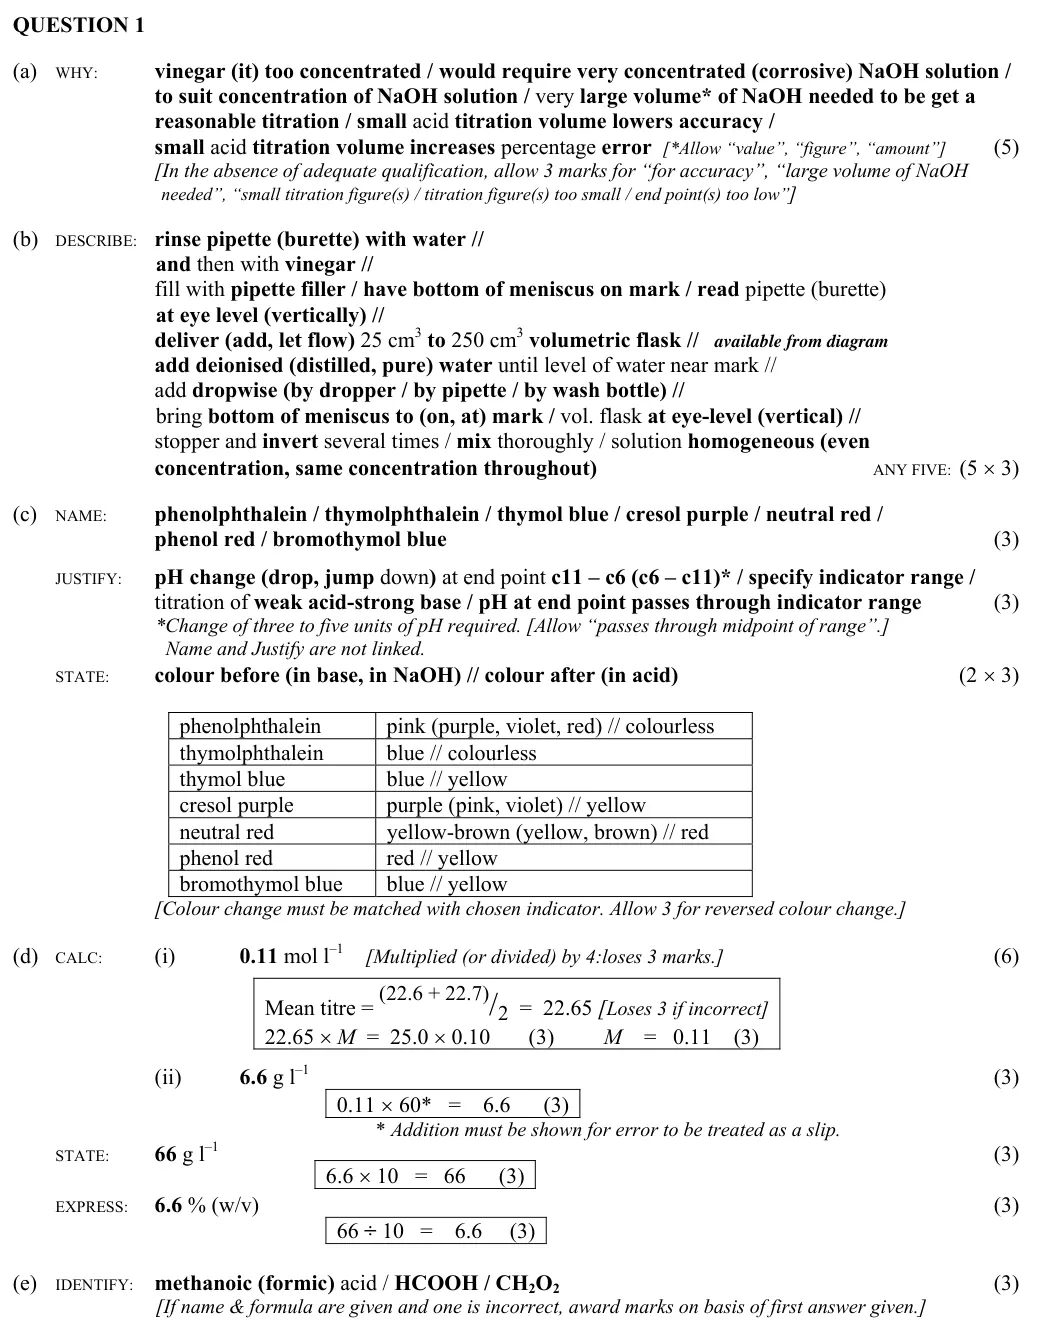 QUESTION 1
(a) WHY: vinegar (it) too concentrated / would require very concentrated (corrosive) NaOH solution /
to suit concentration of NaOH solution / very large volume* of NaOH needed to be get a
reasonable titration / small acid titration volume lowers accuracy /
small acid titration volume increases percentage error [*Allow “value”, “figure”, “amount”] (5)
[In the absence of adequate qualification, allow 3 marks for “for accuracy”, “large volume of NaOH
needed”, “small titration figure(s) / titration figure(s) too small / end point(s) too low”]
(b) DESCRIBE: rinse pipette (burette) with water //
and then with vinegar //
fill with pipette filler / have bottom of meniscus on mark / read pipette (burette)
at eye level (vertically) //
deliver (add, let flow) 25 cm³ to 250 cm³ volumetric flask // available from diagram
add deionised (distilled, pure) water until level of water near mark //
add dropwise (by dropper / by pipette / by wash bottle) //
bring bottom of meniscus to (on, at) mark / vol. flask at eye-level (vertical) //
stopper and invert several times / mix thoroughly / solution homogeneous (even
concentration, same concentration throughout) ANY FIVE: (5 × 3)
(c) NAME: phenolphthalein / thymolphthalein / thymol blue / cresol purple / neutral red /
phenol red / bromothymol blue (3)
JUSTIFY: pH change (drop, jump down) at end point c11 – c6 (c6 – c11)* / specify indicator range /
titration of weak acid-strong base / pH at end point passes through indicator range (3)
*Change of three to five units of pH required. [Allow “passes through midpoint of range”.]
Name and Justify are not linked.
STATE: colour before (in base, in NaOH) // colour after (in acid) (2 × 3)
phenolphthalein pink (purple, violet, red) // colourless
thymolphthalein blue // colourless
thymol blue blue // yellow
cresol purple purple (pink, violet) // yellow
neutral red yellow-brown (yellow, brown) // red
phenol red red // yellow
bromothymol blue blue // yellow
[Colour change must be matched with chosen indicator. Allow 3 for reversed colour change.]
(d) CALC: (i) 0.11 mol l⁻¹ [Multiplied (or divided) by 4:loses 3 marks.] (6)
Mean titre = (22.6 + 22.7)/2 = 22.65 [Loses 3 if incorrect]
22.65 × M = 25.0 × 0.10 (3) M = 0.11 (3)
(ii) 6.6 g l⁻¹ (3)
0.11 × 60* = 6.6 (3)
* Addition must be shown for error to be treated as a slip.
STATE: 66 g l⁻¹ (3)
6.6 × 10 = 66 (3)
EXPRESS: 6.6 % (w/v) (3)
66 ÷ 10 = 6.6 (3)
(e) IDENTIFY: methanoic (formic) acid / HCOOH / CH₂O₂ (3)
[If name & formula are given and one is incorrect, award marks on basis of first answer given.]